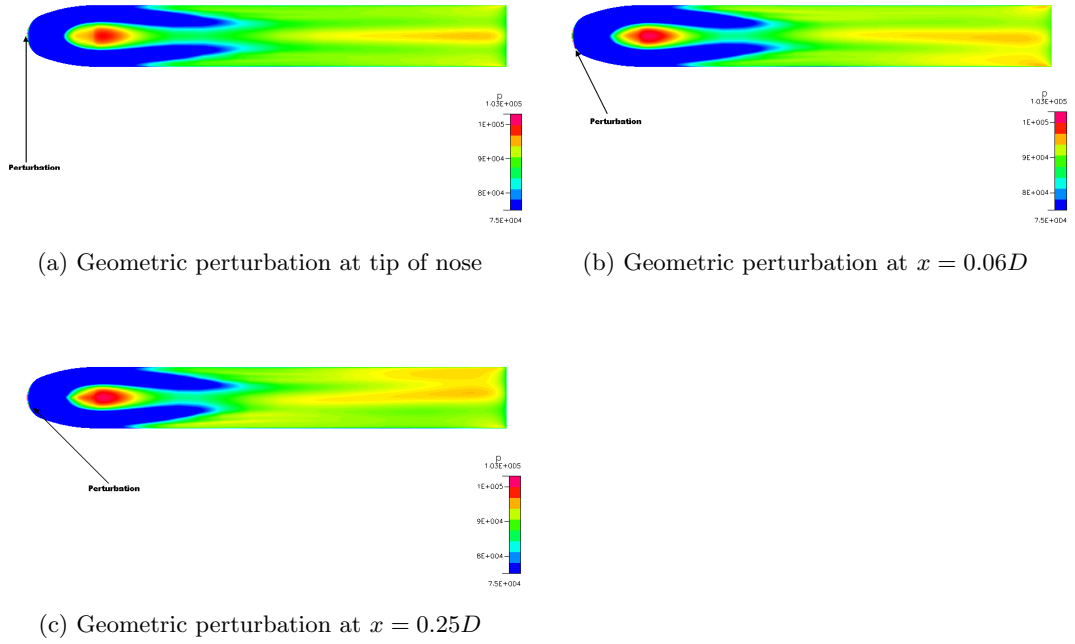 Perturbation
p
1.03E+005
1E+005
9E+004
8E+004
7.5E+004
(a) Geometric perturbation at tip of nose
Perturbation
p
1.03E+005
1E+005
9E+004
8E+004
7.5E+004
(b) Geometric perturbation at x = 0.06D
Perturbation
p
1.03E+005
1E+005
9E+004
8E+004
7.5E+004
(c) Geometric perturbation at x = 0.25D